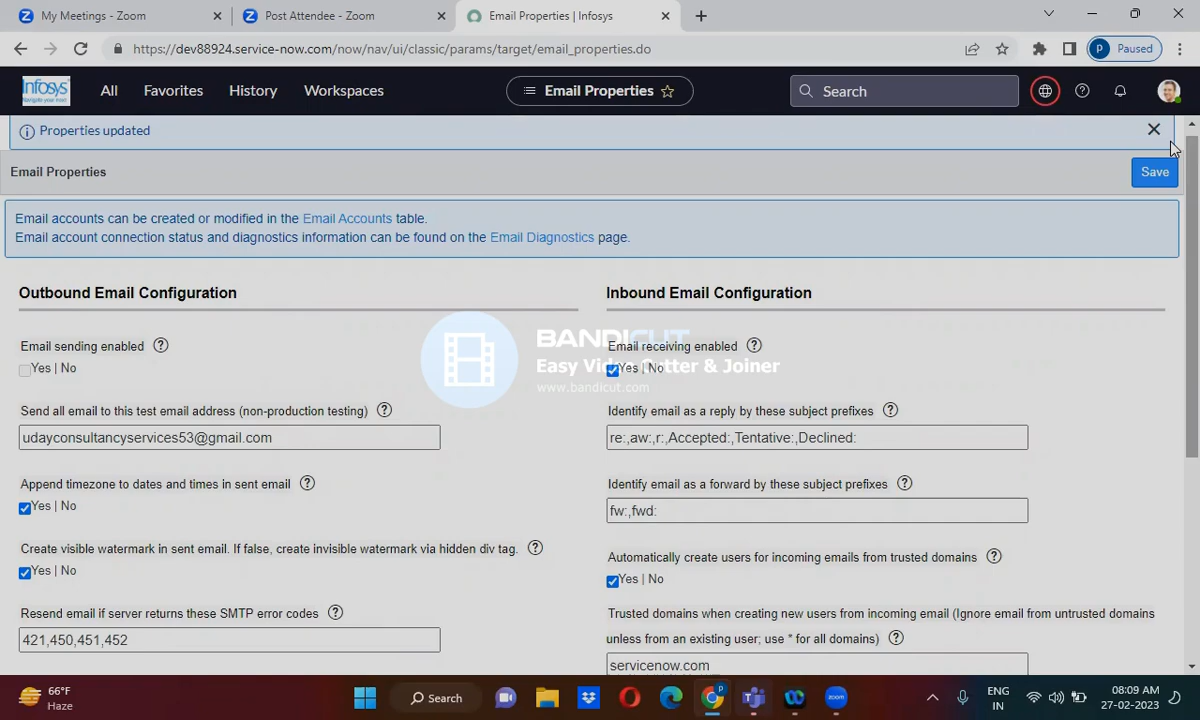 My Meetings - Zoom
Post Attendee - Zoom
Email Properties | Infosys
https://dev88924.service-now.com/now/nav/ui/classic/params/target/email_properties.do
P Paused
Infosys
All
Favorites
History
Workspaces
Email Properties
Search
Properties updated
Email Properties
Save
Email accounts can be created or modified in the Email Accounts table.
Email account connection status and diagnostics information can be found on the Email Diagnostics page.
Outbound Email Configuration
Inbound Email Configuration
BANDICUT
Easy Video Cutter & Joiner
www.bandicut.com
Email sending enabled
Yes | No
Email receiving enabled
Yes | No
Send all email to this test email address (non-production testing)
udayconsultancyservices53@gmail.com
Identify email as a reply by these subject prefixes
re:,aw:,r:,Accepted:,Tentative:,Declined:
Append timezone to dates and times in sent email
Yes | No
Identify email as a forward by these subject prefixes
fw:,fwd:
Create visible watermark in sent email. If false, create invisible watermark via hidden div tag.
Yes | No
Automatically create users for incoming emails from trusted domains
Yes | No
Resend email if server returns these SMTP error codes
421,450,451,452
Trusted domains when creating new users from incoming email (Ignore email from untrusted domains
unless from an existing user; use * for all domains)
servicenow.com
66°F
Haze
Search
zoom
ENG
IN
08:09 AM
27-02-2023